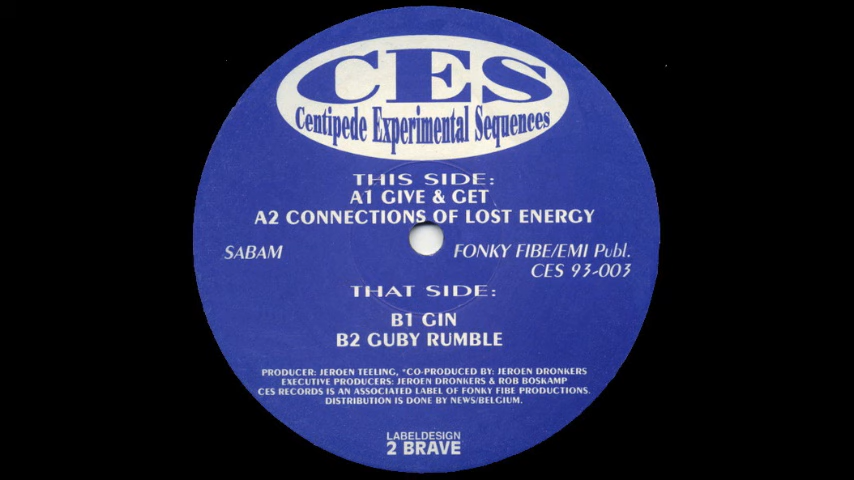 CES
Centipede Experimental Sequences
THIS SIDE:
A1 GIVE & GET
A2 CONNECTIONS OF LOST ENERGY
SABAM
FONKY FIBE/EMI Publ.
CES 93-003
THAT SIDE:
B1 GIN
B2 GUBY RUMBLE
PRODUCER: JEROEN TEELING, *CO-PRODUCED BY: JEROEN DRONKERS
EXECUTIVE PRODUCERS: JEROEN DRONKERS & ROB BOSKAMP
CES RECORDS IS AN ASSOCIATED LABEL OF FONKY FIBE PRODUCTIONS.
DISTRIBUTION IS DONE BY NEWS/BELGIUM.
LABELDESIGN
2 BRAVE